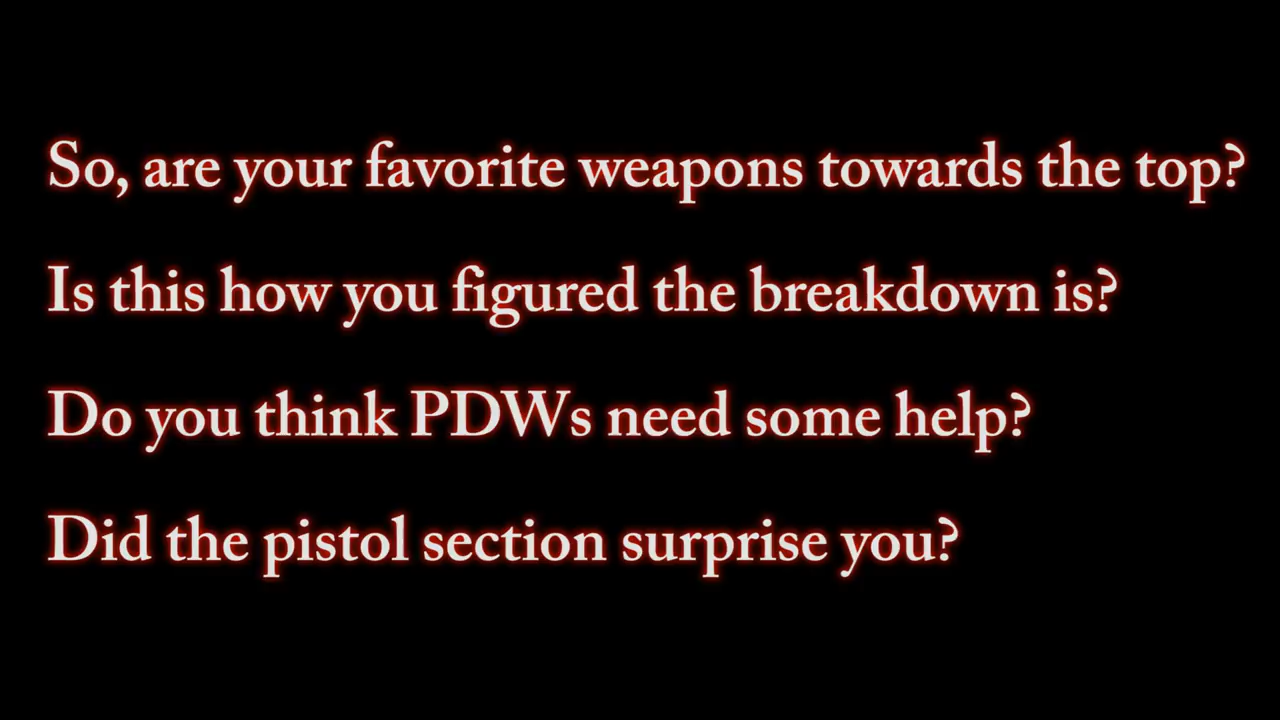 So, are your favorite weapons towards the top?
Is this how you figured the breakdown is?
Do you think PDWs need some help?
Did the pistol section surprise you?